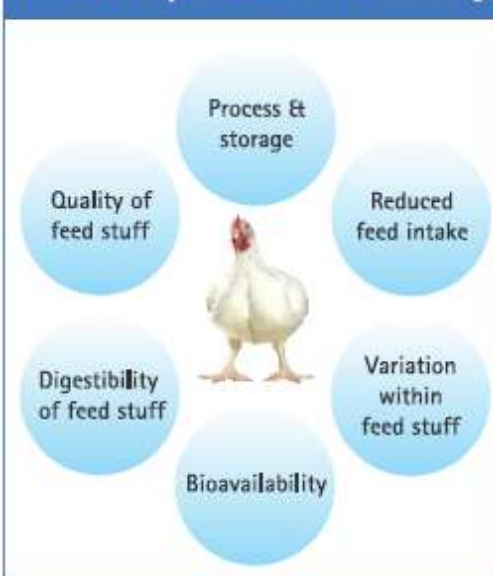 Process &
storage
Quality of
feed stuff
Reduced
feed intake
Digestibility
of feed stuff
Variation
within
feed stuff
Bioavailability